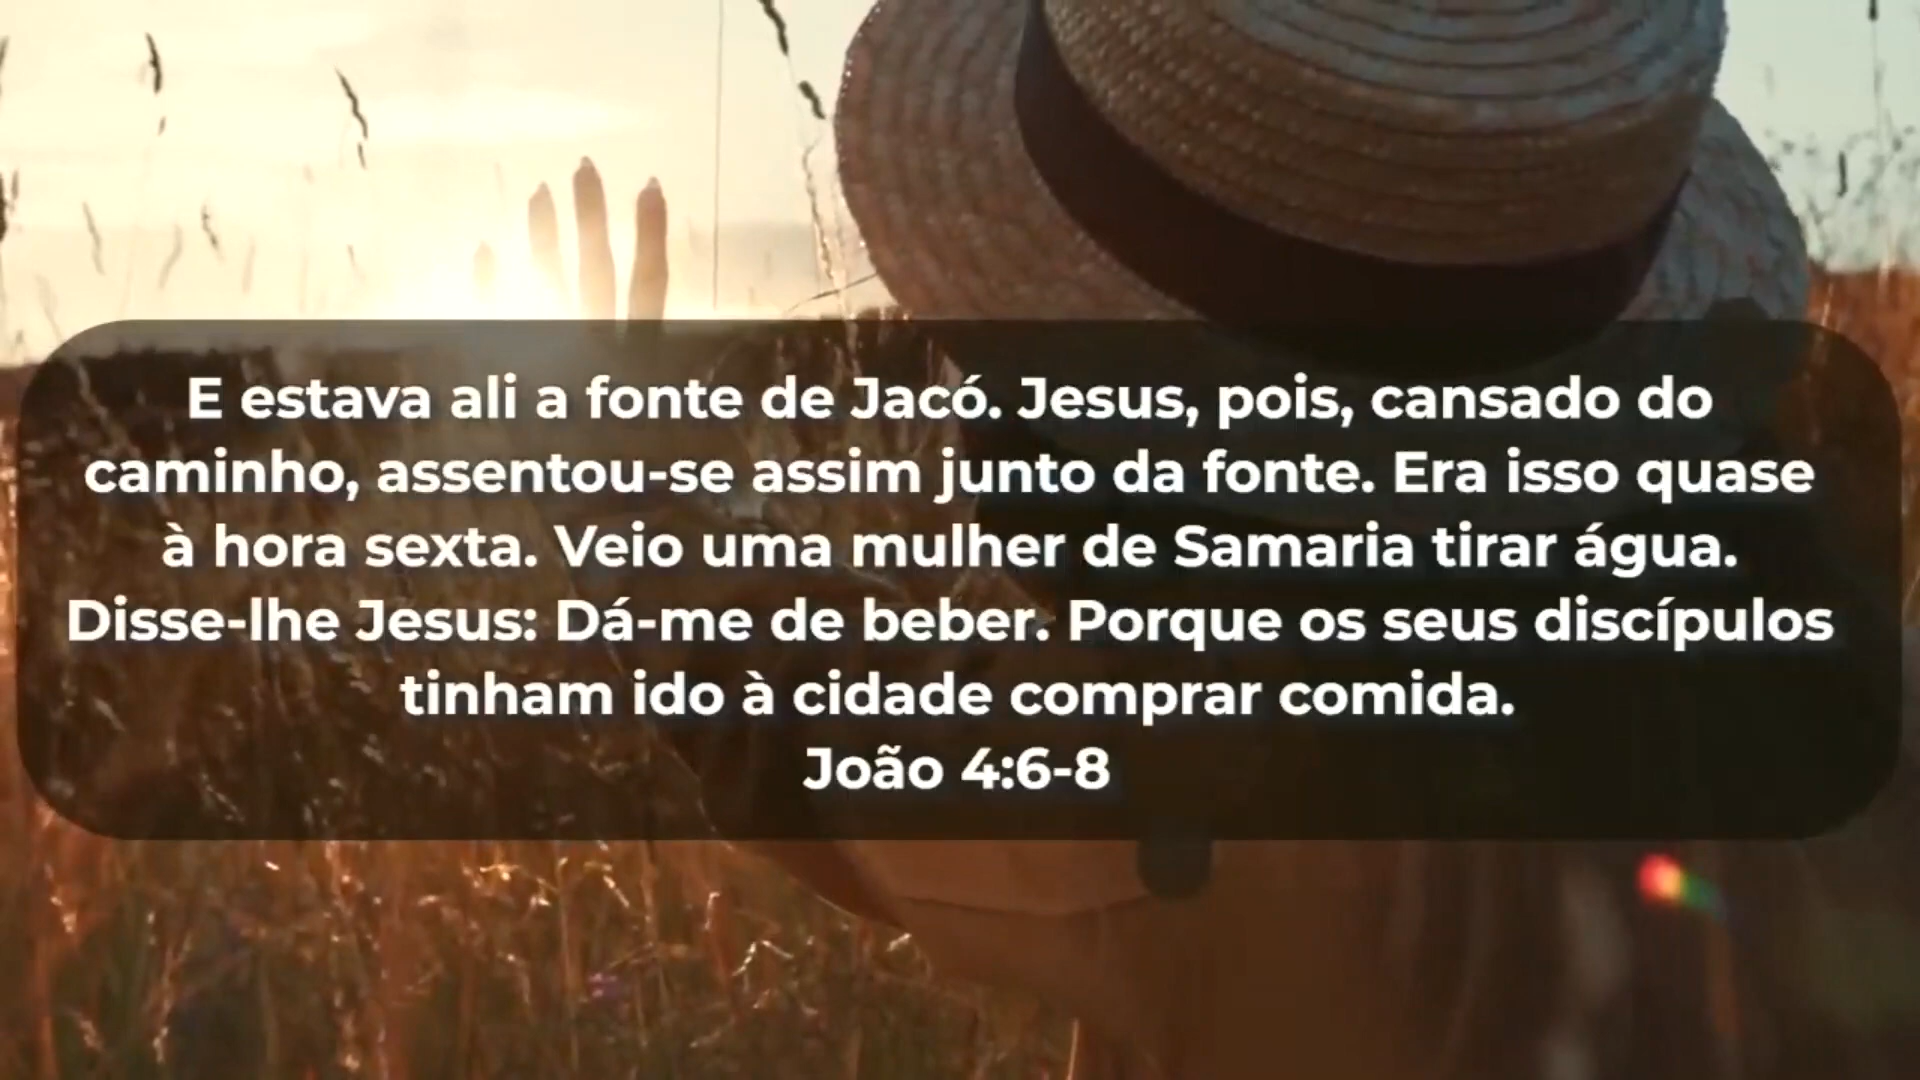 E estava ali a fonte de Jacó. Jesus, pois, cansado do
caminho, assentou-se assim junto da fonte. Era isso quase
à hora sexta. Veio uma mulher de Samaria tirar água.
Disse-lhe Jesus: Dá-me de beber. Porque os seus discípulos
tinham ido à cidade comprar comida.
João 4:6-8